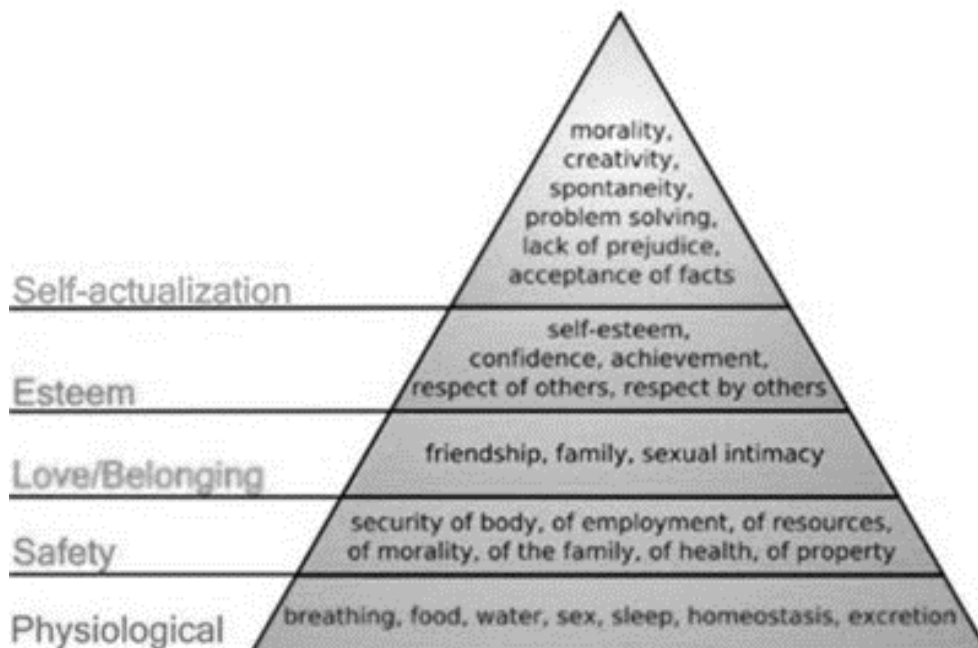 morality,
creativity,
spontaneity,
problem solving,
lack of prejudice,
acceptance of facts
Self-actualization
self-esteem,
confidence, achievement,
respect of others, respect by others
Esteem
friendship, family, sexual intimacy
Love/Belonging
security of body, of employment, of resources,
of morality, of the family, of health, of property
Safety
breathing, food, water, sex, sleep, homeostasis, excretion
Physiological